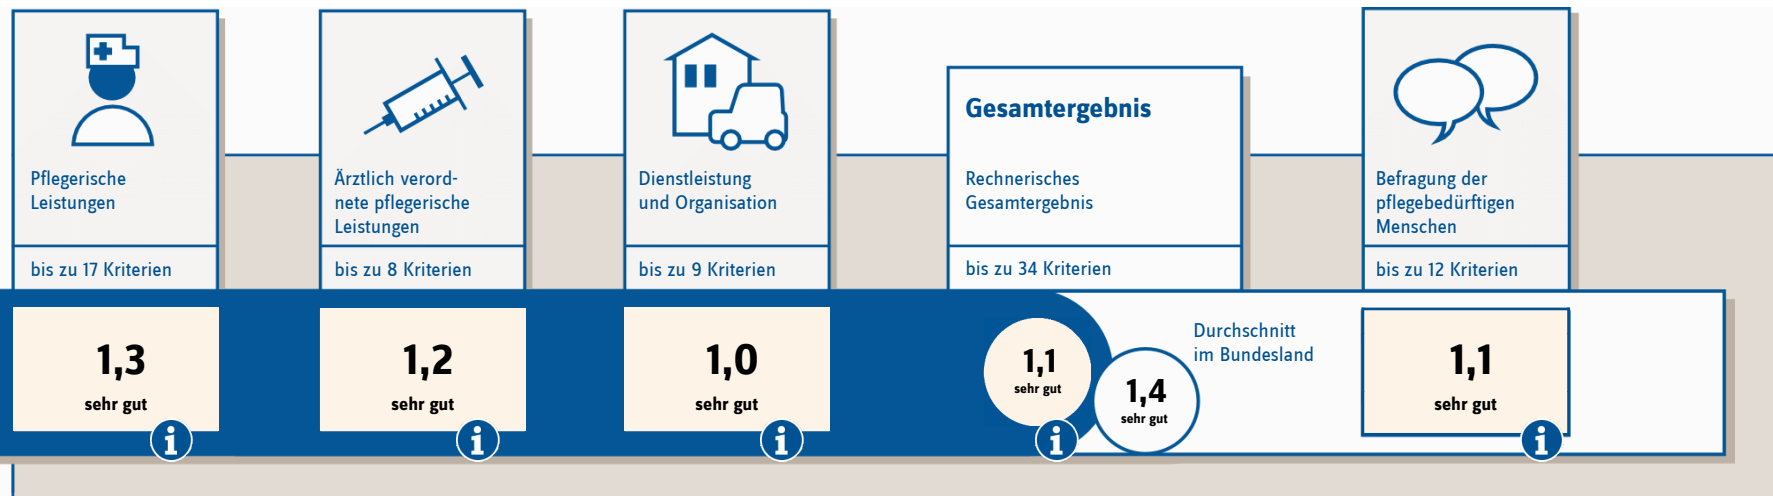 Pflegerische
Leistungen
bis zu 17 Kriterien
1,3
sehr gut
i
Ärztlich verord-
nete pflegerische
Leistungen
bis zu 8 Kriterien
1,2
sehr gut
i
Dienstleistung
und Organisation
bis zu 9 Kriterien
1,0
sehr gut
i
Gesamtergebnis
Rechnerisches
Gesamtergebnis
bis zu 34 Kriterien
1,1
sehr gut
i
1,4
sehr gut
Durchschnitt
im Bundesland
Befragung der
pflegebedürftigen
Menschen
bis zu 12 Kriterien
1,1
sehr gut
i